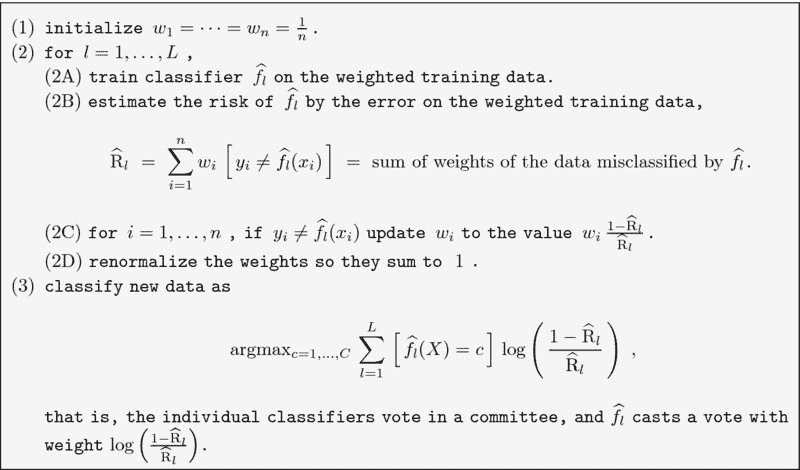 (1) initialize w₁ = ⋯ = wₙ = 1/n .
(2) for l = 1, . . . , L ,
(2A) train classifier f̂_l on the weighted training data.
(2B) estimate the risk of f̂_l by the error on the weighted training data,
R̂_l = ∑_{i=1}^{n} w_i [ y_i ≠ f̂_l(x_i) ] = sum of weights of the data misclassified by f̂_l.
(2C) for i = 1, . . . , n , if y_i ≠ f̂_l(x_i) update w_i to the value w_i (1−R̂_l)/R̂_l .
(2D) renormalize the weights so they sum to 1 .
(3) classify new data as
argmax_{c=1,...,C} ∑_{l=1}^{L} [ f̂_l(X) = c ] log ( (1 − R̂_l)/R̂_l ) ,
that is, the individual classifiers vote in a committee, and f̂_l casts a vote with
weight log ( (1−R̂_l)/R̂_l ) .